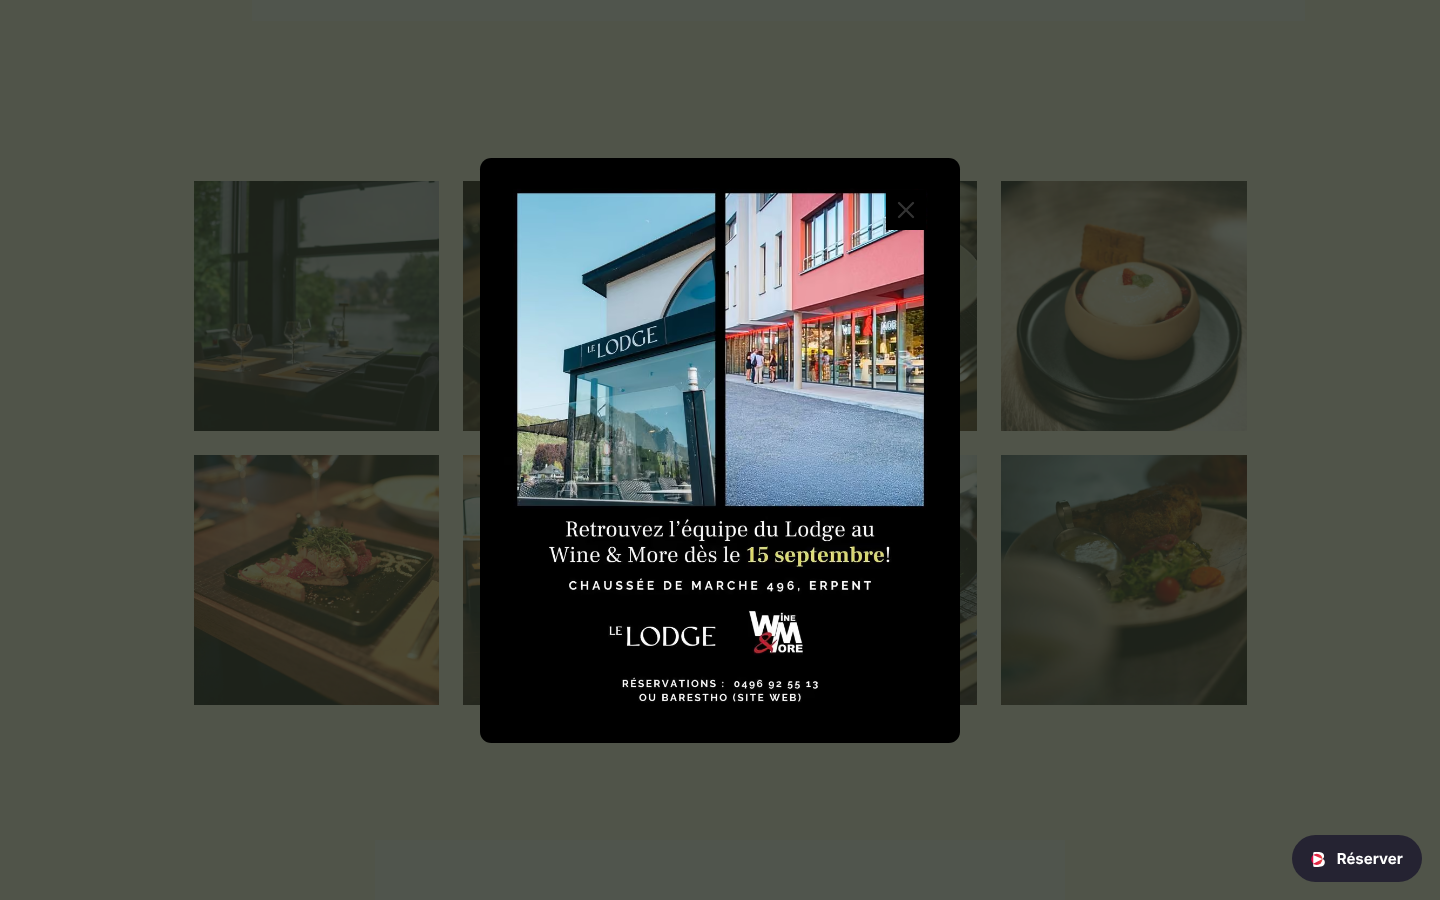 LE LODGE
Retrouvez l’équipe du Lodge au
Wine & More dès le 15 septembre!
CHAUSSÉE DE MARCHE 496, ERPENT
LE LODGE
WINE
& MORE
RÉSERVATIONS : 0496 92 55 13
OU BARESTHO (SITE WEB)
Réserver